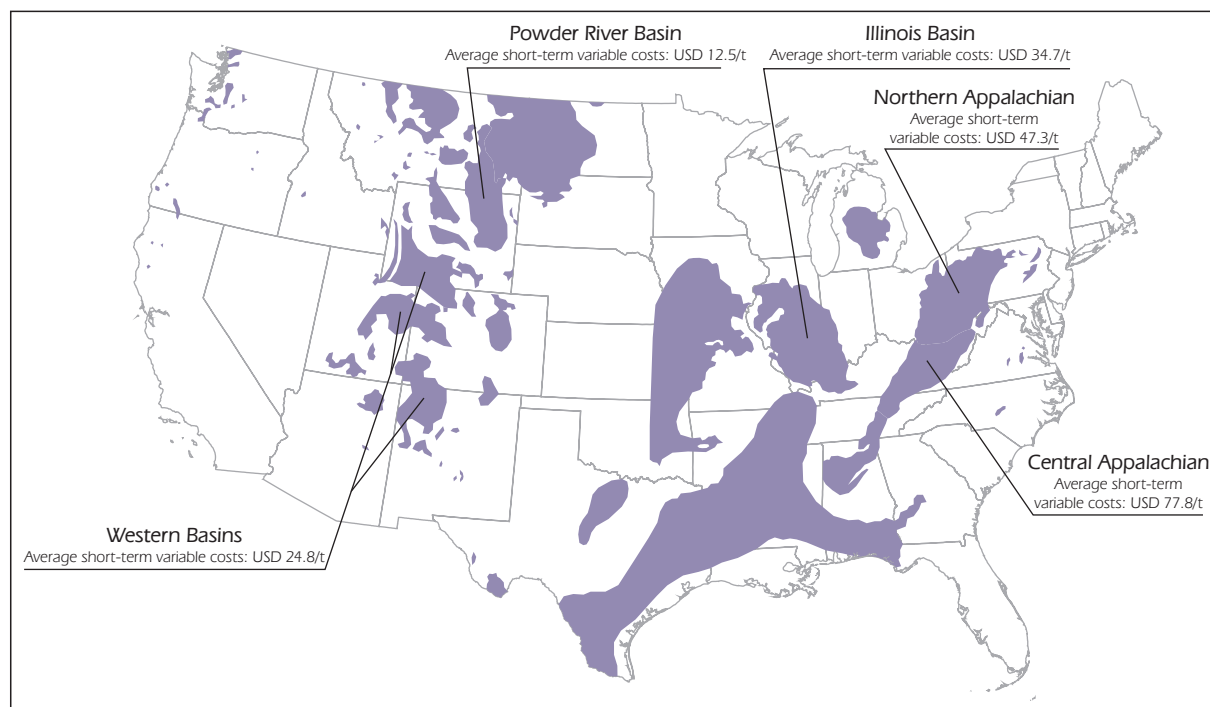 Powder River Basin
Average short-term variable costs: USD 12.5/t
Illinois Basin
Average short-term variable costs: USD 34.7/t
Northern Appalachian
Average short-term
variable costs: USD 47.3/t
Central Appalachian
Average short-term
variable costs: USD 77.8/t
Western Basins
Average short-term variable costs: USD 24.8/t